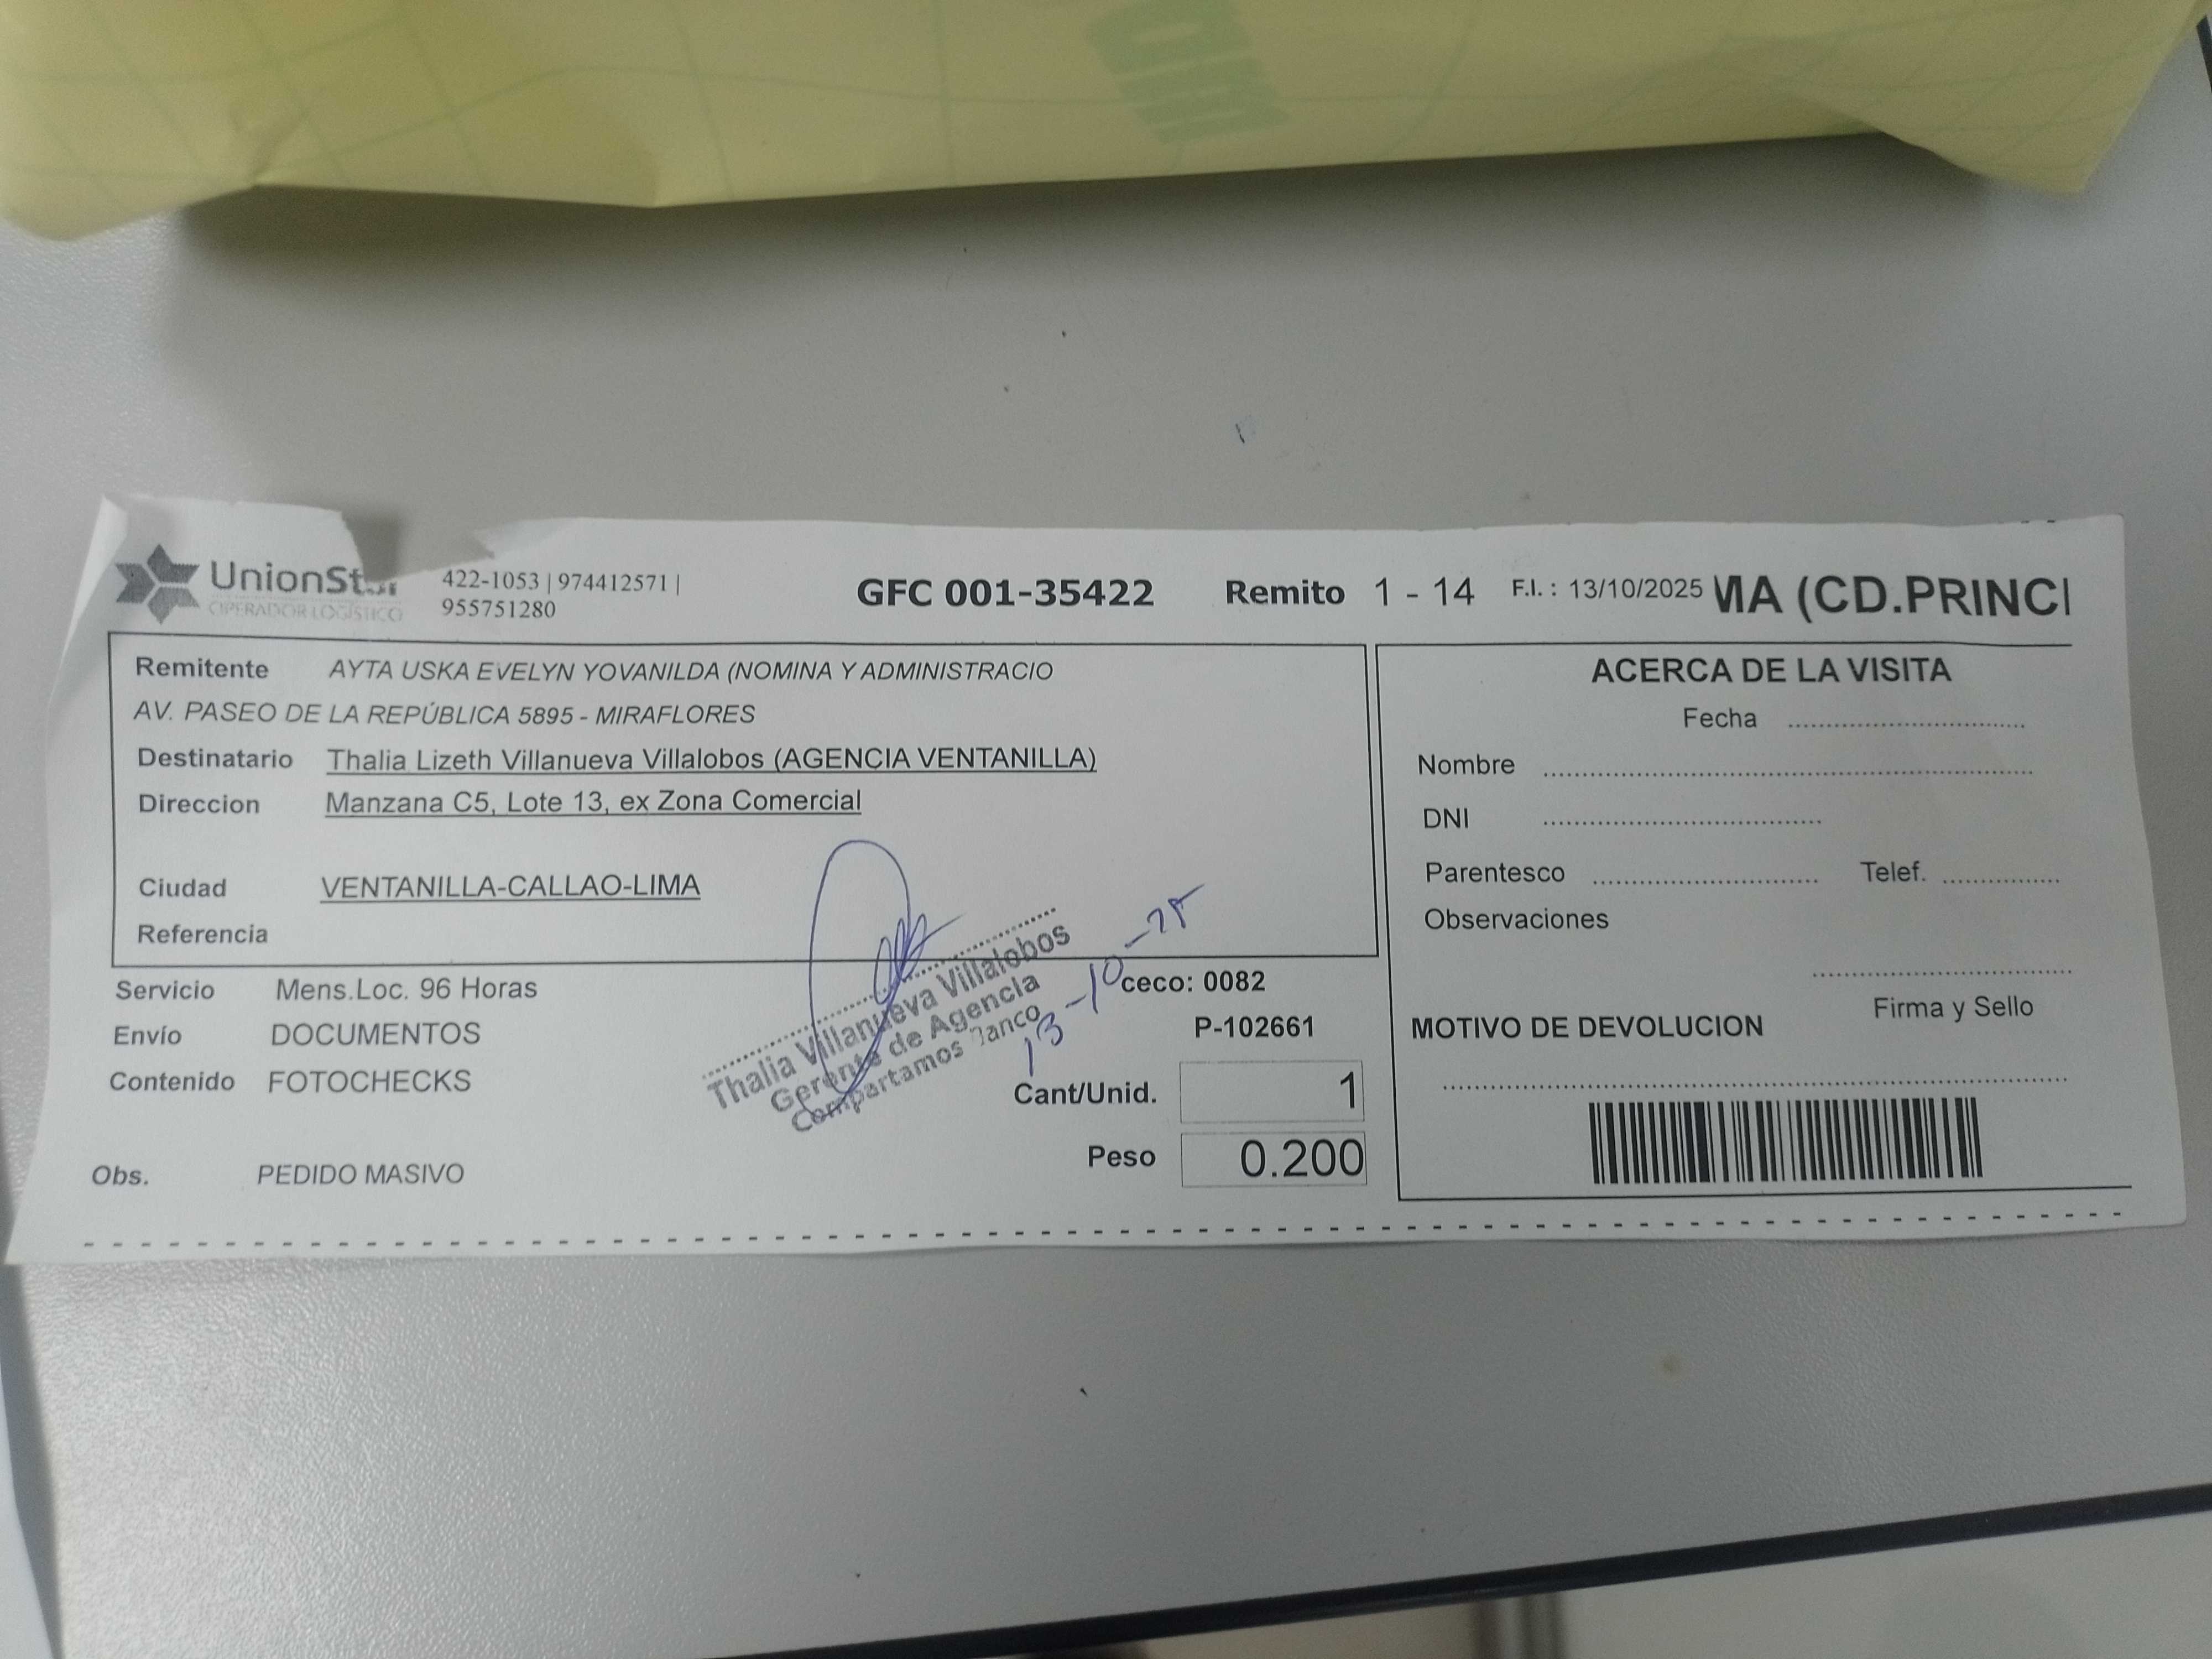 UnionStar
OPERADOR LOGÍSTICO
422-1053 | 974412571 |
955751280
GFC 001-35422
Remito 1 - 14
F.I. : 13/10/2025
MA (CD.PRINCI
Remitente AYTA USKA EVELYN YOVANILDA (NOMINA Y ADMINISTRACIO
AV. PASEO DE LA REPÚBLICA 5895 - MIRAFLORES
Destinatario Thalia Lizeth Villanueva Villalobos (AGENCIA VENTANILLA)
Direccion Manzana C5, Lote 13, ex Zona Comercial
Ciudad VENTANILLA-CALLAO-LIMA
Referencia
Servicio Mens.Loc. 96 Horas
Envío DOCUMENTOS
Contenido FOTOCHECKS
Obs. PEDIDO MASIVO
Thalia Villanueva Villalobos
Gerente de Agencia
Compartamos Banco
13-10-25
ceco: 0082
P-102661
Cant/Unid. 1
Peso 0.200
ACERCA DE LA VISITA
Fecha
Nombre
DNI
Parentesco Telef.
Observaciones
Firma y Sello
MOTIVO DE DEVOLUCION